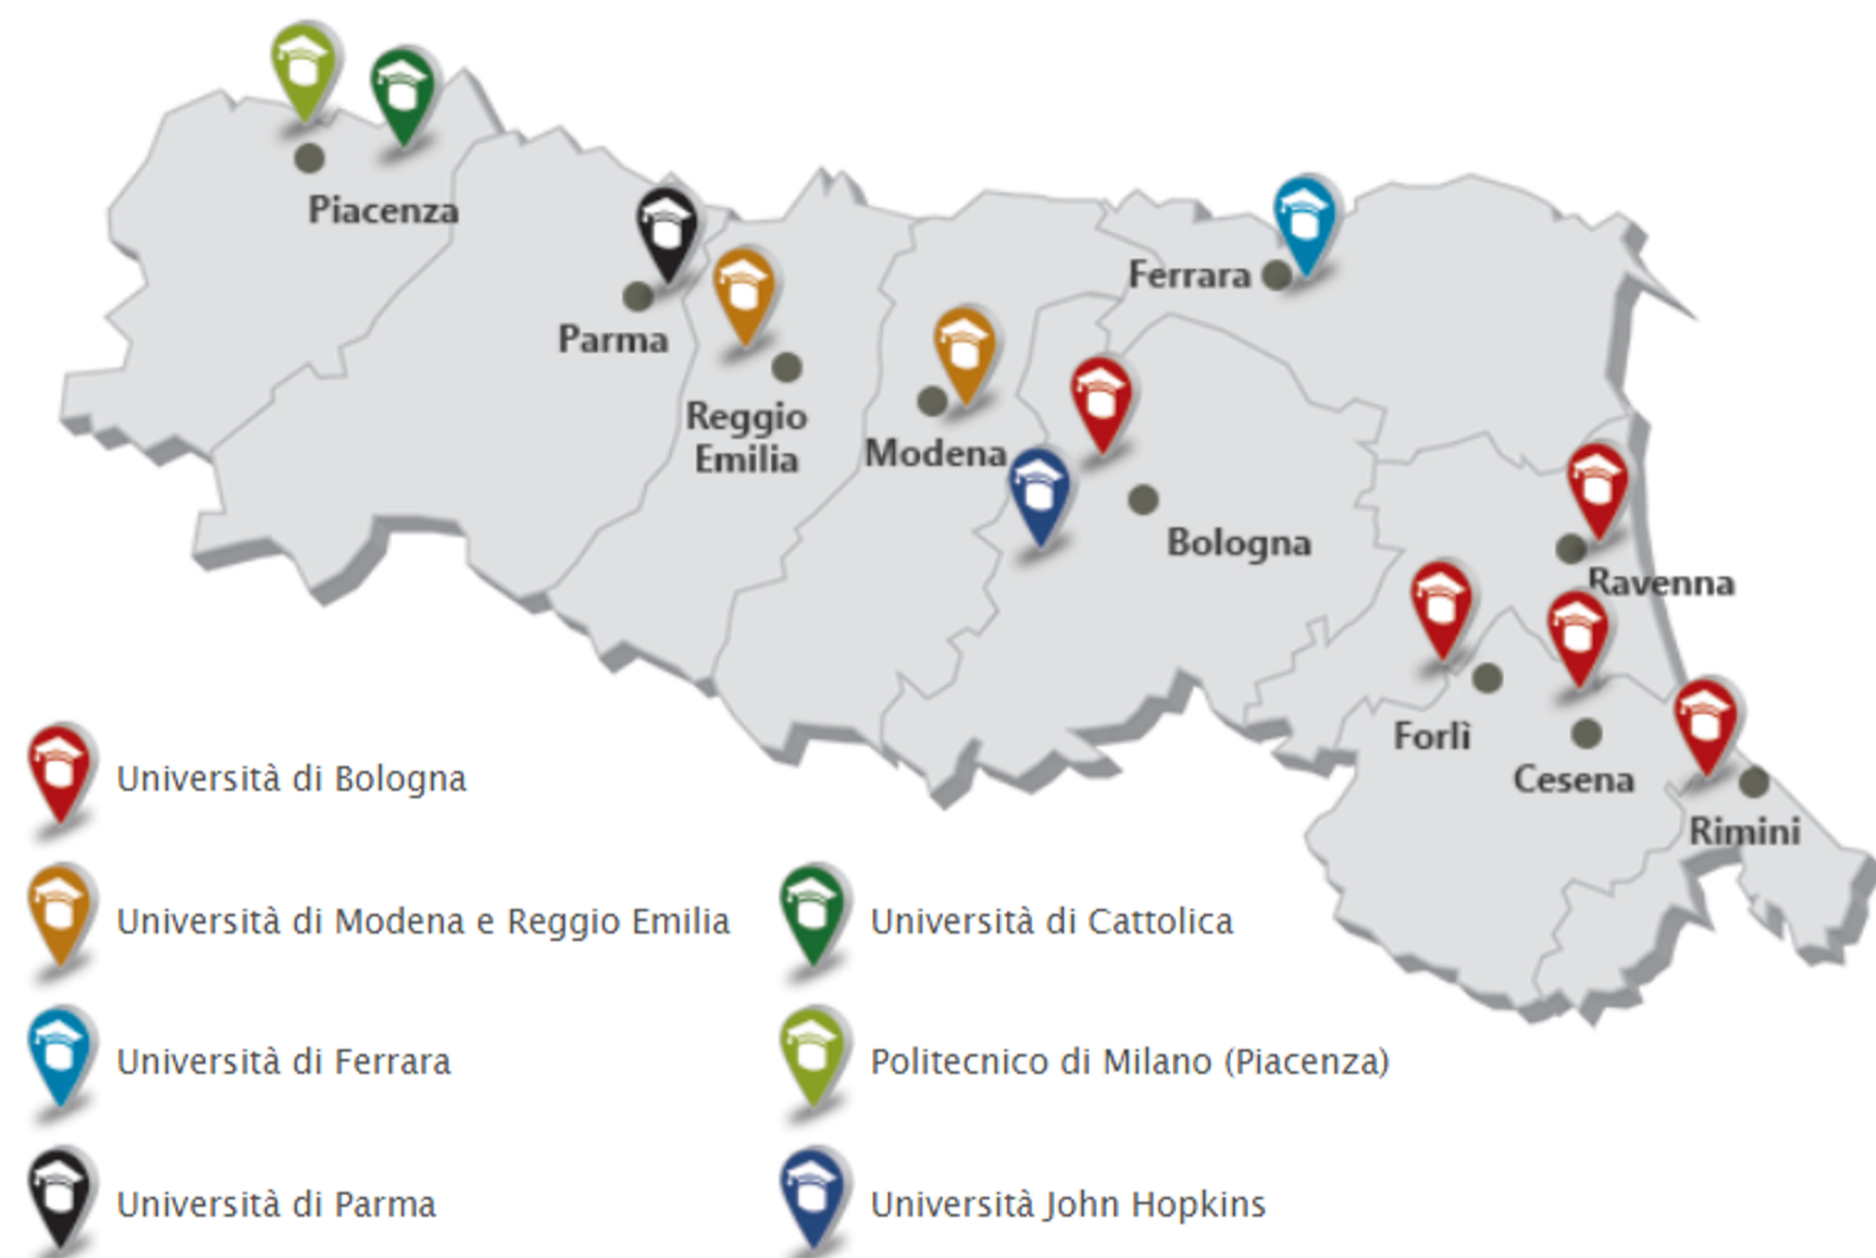 Piacenza
Ferrara
Parma
Reggio
Emilia
Modena
Bologna
Ravenna
Forlì
Cesena
Rimini
Università di Bologna
Università di Modena e Reggio Emilia
Università di Cattolica
Università di Ferrara
Politecnico di Milano (Piacenza)
Università di Parma
Università John Hopkins